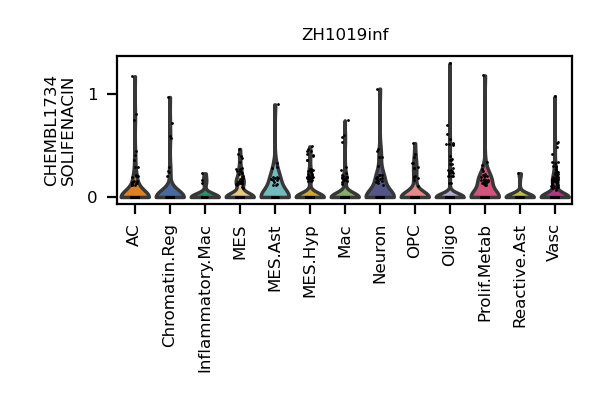 ZH1019inf
CHEMBL1734
SOLIFENACIN
1
0
AC
Chromatin.Reg
Inflammatory.Mac
MES
MES.Ast
MES.Hyp
Mac
Neuron
OPC
Oligo
Prolif.Metab
Reactive.Ast
Vasc